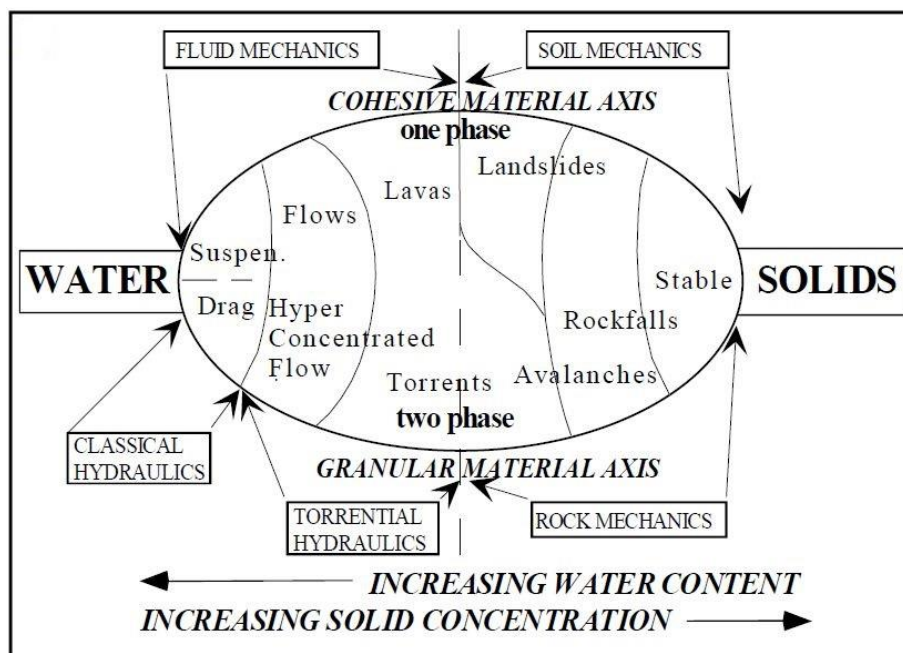 FLUID MECHANICS
SOIL MECHANICS
COHESIVE MATERIAL AXIS
one phase
Landslides
Lavas
Flows
Suspen.
WATER
Stable
SOLIDS
Drag
Hyper
Concentrated
Flow
Rockfalls
Torrents
Avalanches
two phase
CLASSICAL
HYDRAULICS
GRANULAR MATERIAL AXIS
TORRENTIAL
HYDRAULICS
ROCK MECHANICS
INCREASING WATER CONTENT
INCREASING SOLID CONCENTRATION